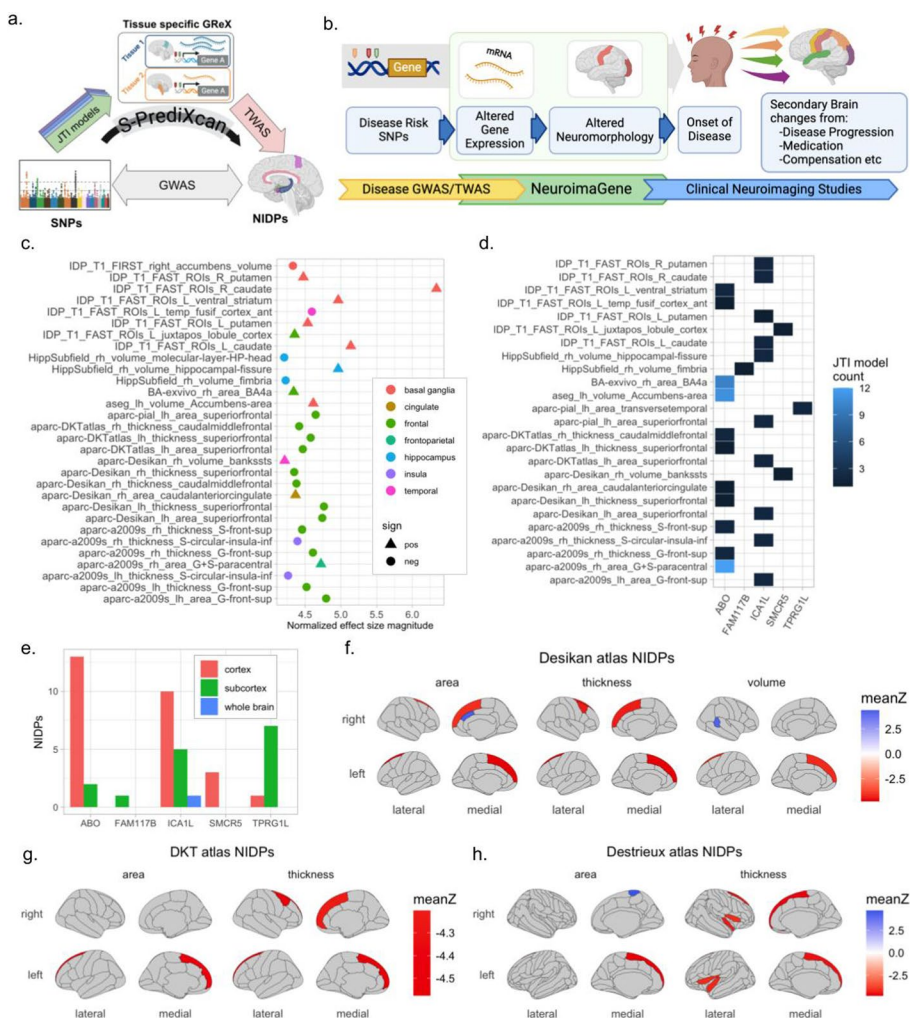 a.
Tissue specific GReX
Tissue 1
Gene A
Tissue 2
Gene A
JTI models
S-PrediXcan
TWAS
GWAS
SNPs
NIDPs
b.
Gene
mRNA
Disease Risk
SNPs
Altered
Gene
Expression
Altered
Neuromorphology
Onset of
Disease
Secondary Brain
changes from:
-Disease Progression
-Medication
-Compensation etc
Disease GWAS/TWAS
NeuroimaGene
Clinical Neuroimaging Studies
c.
IDP_T1_FIRST_right_accumbens_volume
IDP_T1_FAST_ROIs_R_putamen
IDP_T1_FAST_ROIs_R_caudate
IDP_T1_FAST_ROIs_L_ventral_striatum
IDP_T1_FAST_ROIs_L_temp_fusif_cortex_ant
IDP_T1_FAST_ROIs_L_putamen
IDP_T1_FAST_ROIs_L_juxtapos_lobule_cortex
IDP_T1_FAST_ROIs_L_caudate
HippSubfield_rh_volume_molecular-layer-HP-head
HippSubfield_rh_volume_hippocampal-fissure
HippSubfield_rh_volume_fimbria
BA-exvivo_rh_area_BA4a
aseg_lh_volume_Accumbens-area
aparc-pial_lh_area_superiorfrontal
aparc-DKTatlas_rh_thickness_caudalmiddlefrontal
aparc-DKTatlas_lh_thickness_superiorfrontal
aparc-DKTatlas_lh_area_superiorfrontal
aparc-Desikan_rh_volume_bankssts
aparc-Desikan_rh_thickness_superiorfrontal
aparc-Desikan_rh_thickness_caudalmiddlefrontal
aparc-Desikan_rh_area_caudalanteriorcingulate
aparc-Desikan_lh_thickness_superiorfrontal
aparc-Desikan_lh_area_superiorfrontal
aparc-a2009s_rh_thickness_S-front-sup
aparc-a2009s_rh_thickness_S-circular-insula-inf
aparc-a2009s_rh_thickness_G-front-sup
aparc-a2009s_rh_area_G+S-paracentral
aparc-a2009s_lh_thickness_S-circular-insula-inf
aparc-a2009s_lh_thickness_G-front-sup
aparc-a2009s_lh_area_G-front-sup
4.5 5.0 5.5 6.0
Normalized effect size magnitude
basal ganglia
cingulate
frontal
frontoparietal
hippocampus
insula
temporal
sign
pos
neg
d.
IDP_T1_FAST_ROIs_R_putamen
IDP_T1_FAST_ROIs_R_caudate
IDP_T1_FAST_ROIs_L_ventral_striatum
IDP_T1_FAST_ROIs_L_temp_fusif_cortex_ant
IDP_T1_FAST_ROIs_L_putamen
IDP_T1_FAST_ROIs_L_juxtapos_lobule_cortex
IDP_T1_FAST_ROIs_L_caudate
HippSubfield_rh_volume_hippocampal-fissure
HippSubfield_rh_volume_fimbria
BA-exvivo_rh_area_BA4a
aseg_lh_volume_Accumbens-area
aparc-pial_lh_area_transversetemporal
aparc-pial_lh_area_superiorfrontal
aparc-DKTatlas_rh_thickness_caudalmiddlefrontal
aparc-DKTatlas_lh_thickness_superiorfrontal
aparc-DKTatlas_lh_area_superiorfrontal
aparc-Desikan_rh_volume_bankssts
aparc-Desikan_rh_area_caudalanteriorcingulate
aparc-Desikan_lh_thickness_superiorfrontal
aparc-Desikan_lh_area_superiorfrontal
aparc-a2009s_rh_thickness_S-front-sup
aparc-a2009s_rh_thickness_S-circular-insula-inf
aparc-a2009s_rh_thickness_G-front-sup
aparc-a2009s_rh_area_G+S-paracentral
aparc-a2009s_lh_area_G-front-sup
ABO
FAM117B
ICA1L
SMCR5
TPRG1L
JTI model
count
12
9
6
3
e.
NIDPs
10
5
0
ABO FAM117B ICA1L SMCR5 TPRG1L
cortex
subcortex
whole brain
f.
Desikan atlas NIDPs
area thickness volume
right
left
lateral medial lateral medial lateral medial
meanZ
2.5
0.0
-2.5
g.
DKT atlas NIDPs
area thickness
right
left
lateral medial lateral medial
meanZ
-4.3
-4.4
-4.5
h.
Destrieux atlas NIDPs
area thickness
right
left
lateral medial lateral medial
meanZ
2.5
0.0
-2.5